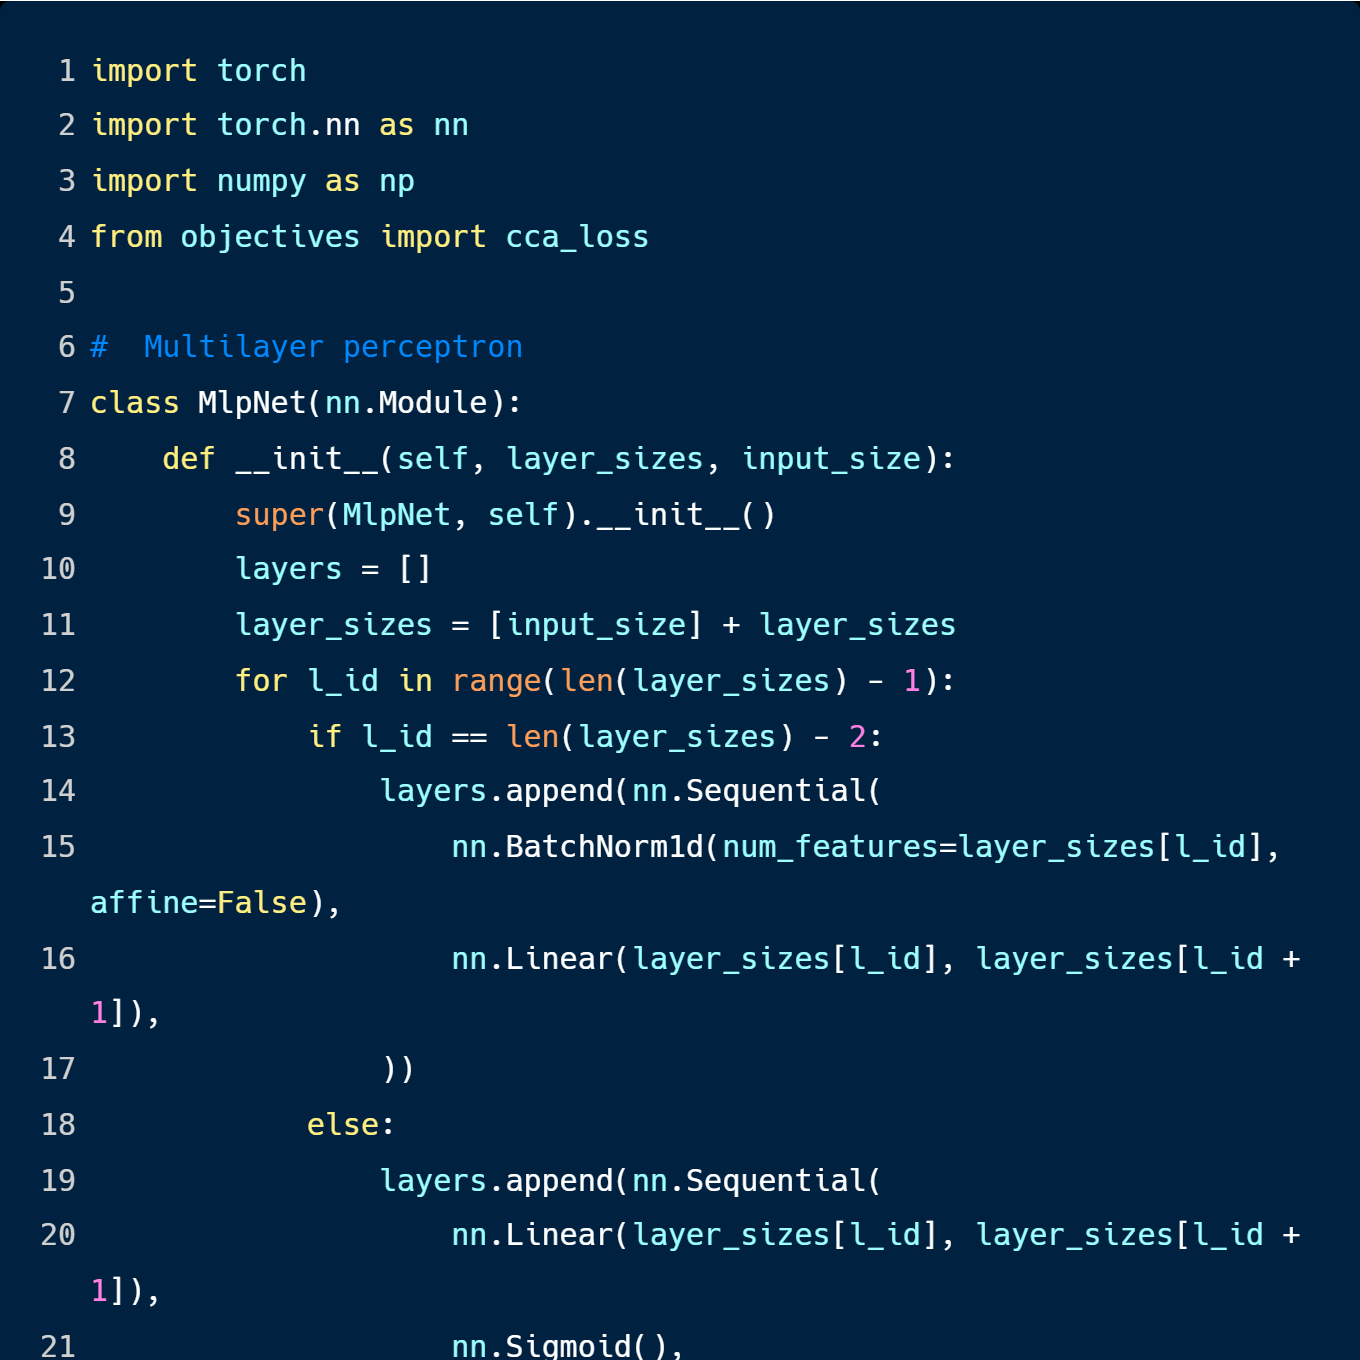 1 import torch
2 import torch.nn as nn
3 import numpy as np
4 from objectives import cca_loss
5
6 #  Multilayer perceptron
7 class MlpNet(nn.Module):
8     def __init__(self, layer_sizes, input_size):
9         super(MlpNet, self).__init__()
10         layers = []
11         layer_sizes = [input_size] + layer_sizes
12         for l_id in range(len(layer_sizes) - 1):
13             if l_id == len(layer_sizes) - 2:
14                 layers.append(nn.Sequential(
15                     nn.BatchNorm1d(num_features=layer_sizes[l_id],
affine=False),
16                     nn.Linear(layer_sizes[l_id], layer_sizes[l_id +
1]),
17                 ))
18             else:
19                 layers.append(nn.Sequential(
20                     nn.Linear(layer_sizes[l_id], layer_sizes[l_id +
1]),
21                     nn.Sigmoid(),